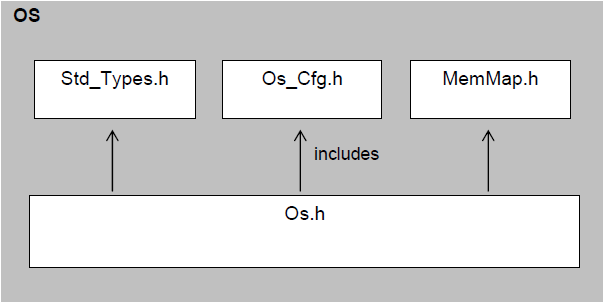 OS
Std_Types.h
Os_Cfg.h
MemMap.h
includes
Os.h